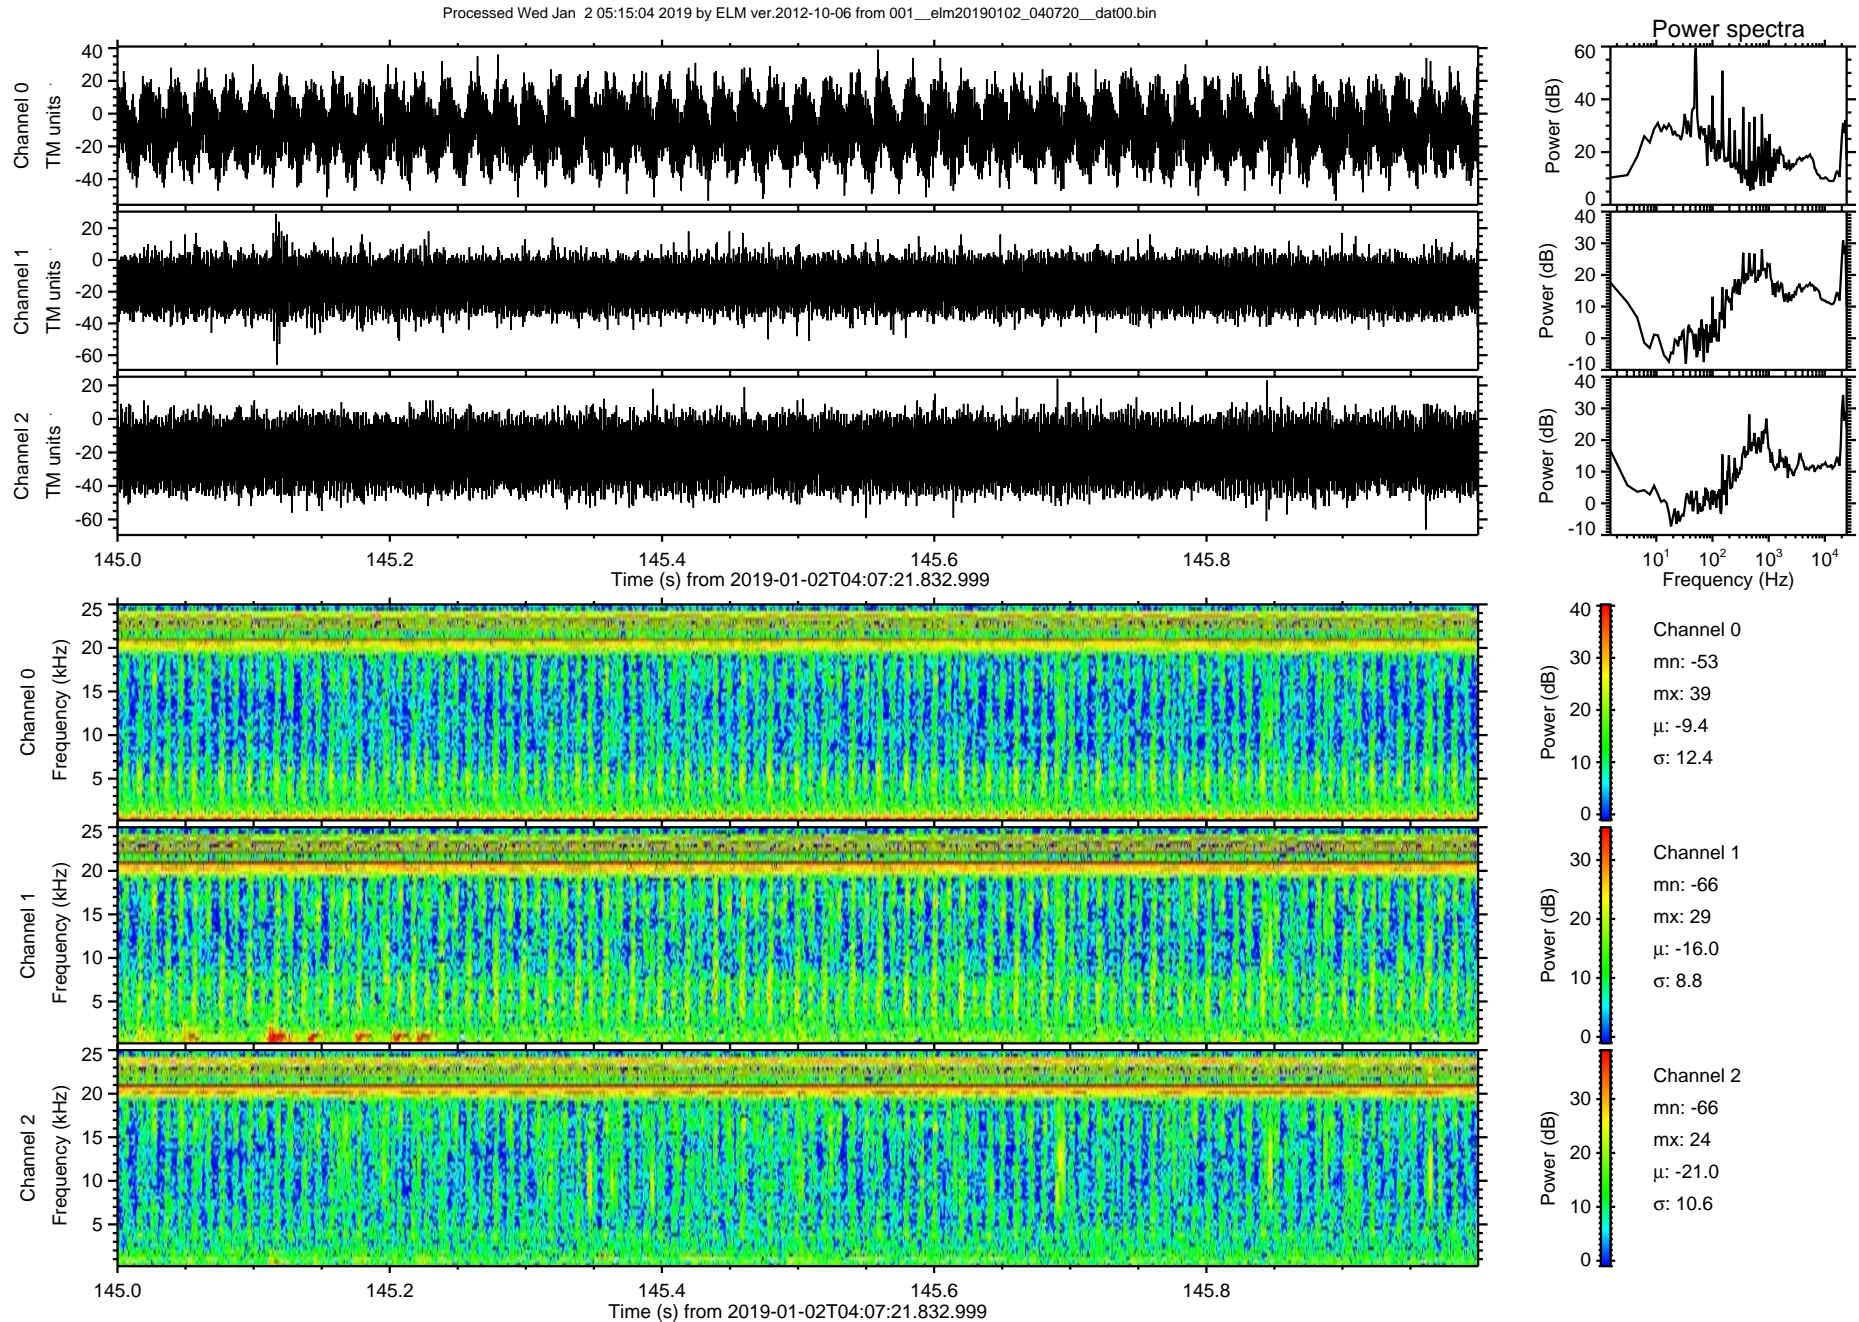 Processed Wed Jan  2 05:15:04 2019 by ELM ver.2012-10-06 from 001__elm20190102_040720__dat00.bin
Power spectra
Channel 0
TM units
40
20
0
-20
-40
Power (dB)
60
40
20
0
Channel 1
TM units
20
0
-20
-40
-60
Power (dB)
40
30
20
10
0
-10
Channel 2
TM units
20
0
-20
-40
-60
Power (dB)
40
30
20
10
0
-10
145.0 145.2 145.4 145.6 145.8
Time (s) from 2019-01-02T04:07:21.832.999
10^1 10^2 10^3 10^4
Frequency (Hz)
Channel 0
Frequency (kHz)
25
20
15
10
5
Power (dB)
40
30
20
10
0
Channel 0
mn: -53
mx: 39
µ: -9.4
σ: 12.4
Channel 1
Frequency (kHz)
25
20
15
10
5
Power (dB)
30
20
10
0
Channel 1
mn: -66
mx: 29
µ: -16.0
σ: 8.8
Channel 2
Frequency (kHz)
25
20
15
10
5
Power (dB)
30
20
10
0
Channel 2
mn: -66
mx: 24
µ: -21.0
σ: 10.6
145.0 145.2 145.4 145.6 145.8
Time (s) from 2019-01-02T04:07:21.832.999